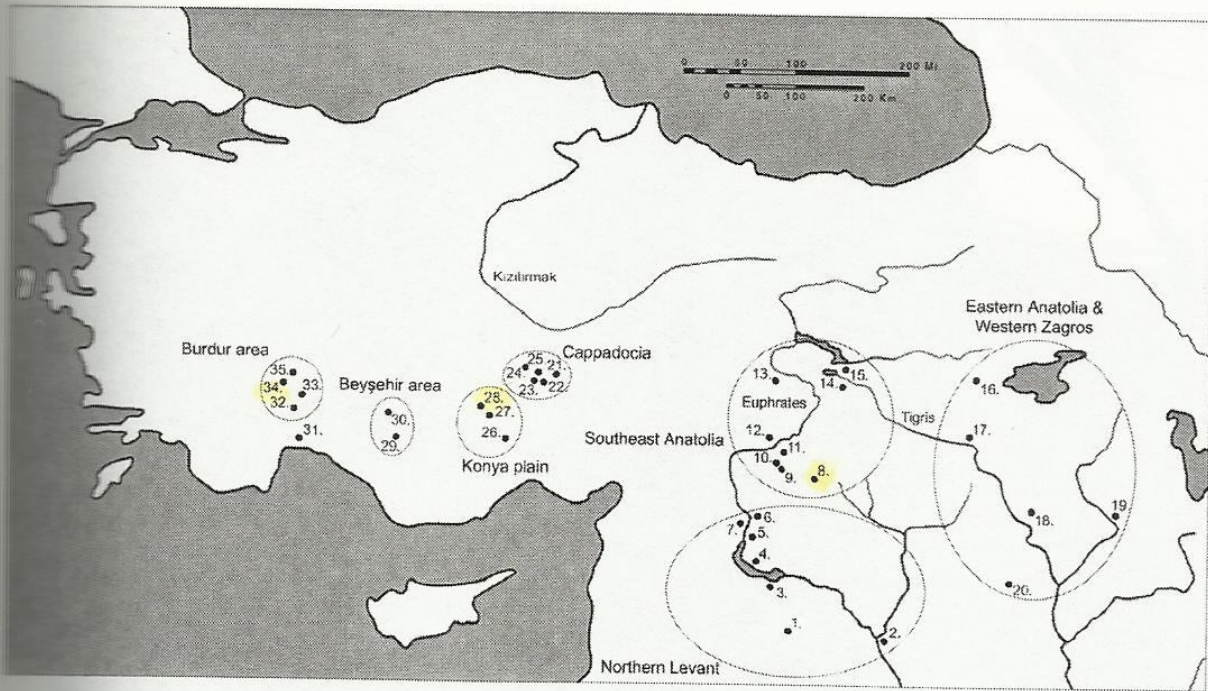 0 50 100 200 Mi
0 50 100 200 Km
Kızılırmak
Eastern Anatolia &
Western Zagros
Burdur area
Cappadocia
Beyşehir area
Konya plain
Southeast Anatolia
Euphrates
Tigris
Northern Levant
35.
34.
33.
32.
31.
30.
29.
28.
27.
26.
25
24.
21.
23.
22.
13.
15.
14.
12.
11.
10.
9.
8.
16.
17.
18.
19
20.
7.
6.
5.
4.
3.
1.
2.